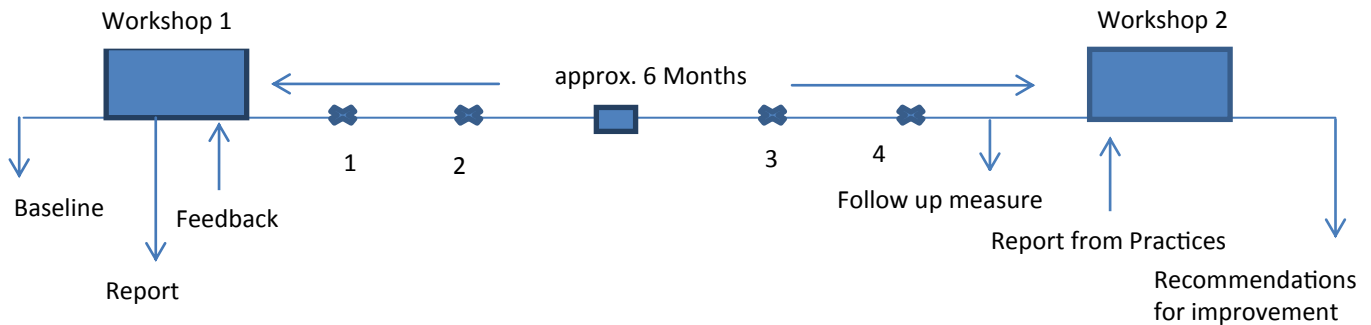 Workshop 1
Workshop 2
approx. 6 Months
1
2
3
4
Baseline
Feedback
Follow up measure
Report
Report from Practices
Recommendations
for improvement